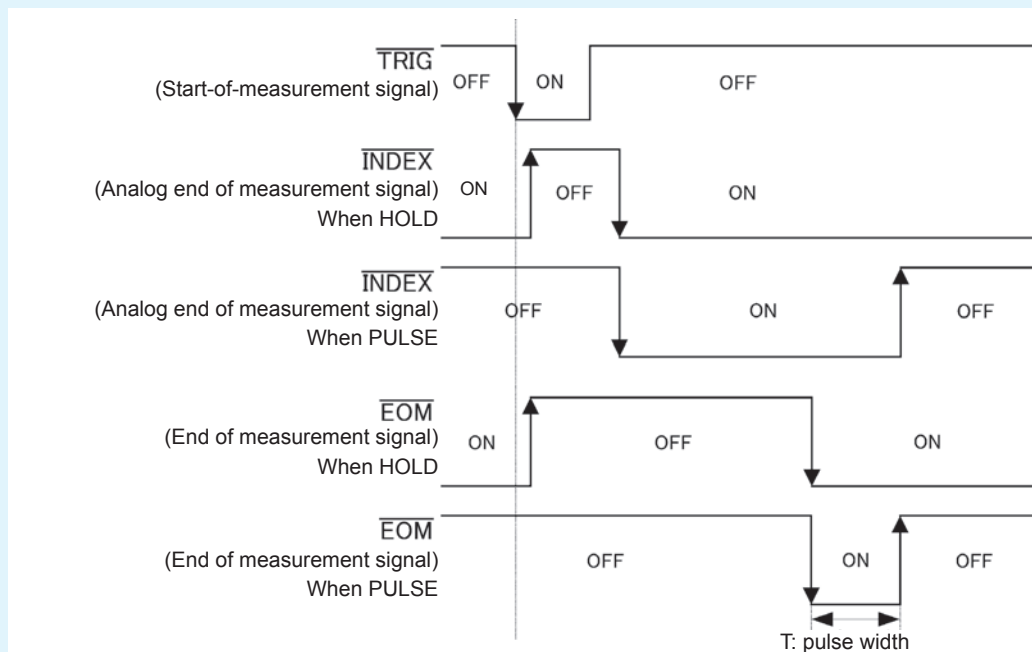 TRIG
(Start-of-measurement signal) OFF ON OFF
INDEX
(Analog end of measurement signal) ON OFF ON
When HOLD
INDEX
(Analog end of measurement signal) OFF ON OFF
When PULSE
EOM
(End of measurement signal) ON OFF ON
When HOLD
EOM
(End of measurement signal) OFF ON OFF
When PULSE
T: pulse width